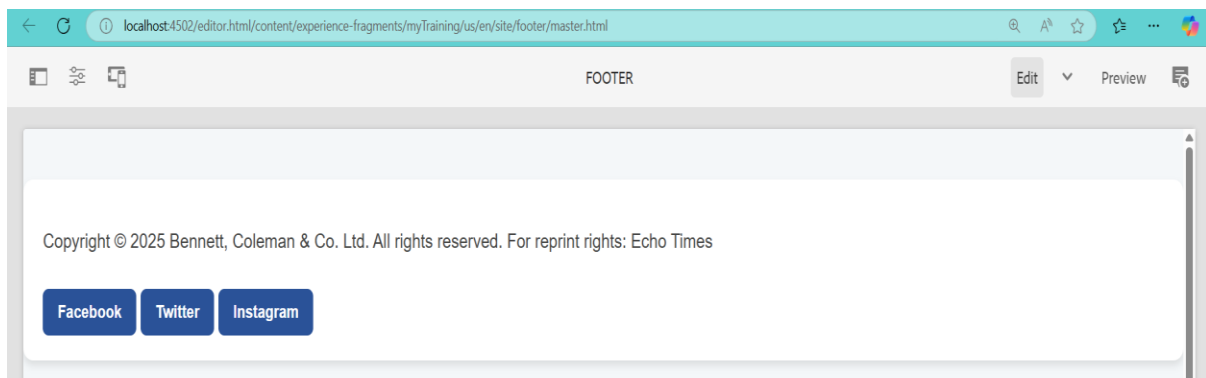 localhost:4502/editor.html/content/experience-fragments/myTraining/us/en/site/footer/master.html
FOOTER Edit Preview
Copyright © 2025 Bennett, Coleman & Co. Ltd. All rights reserved. For reprint rights: Echo Times
Facebook Twitter Instagram